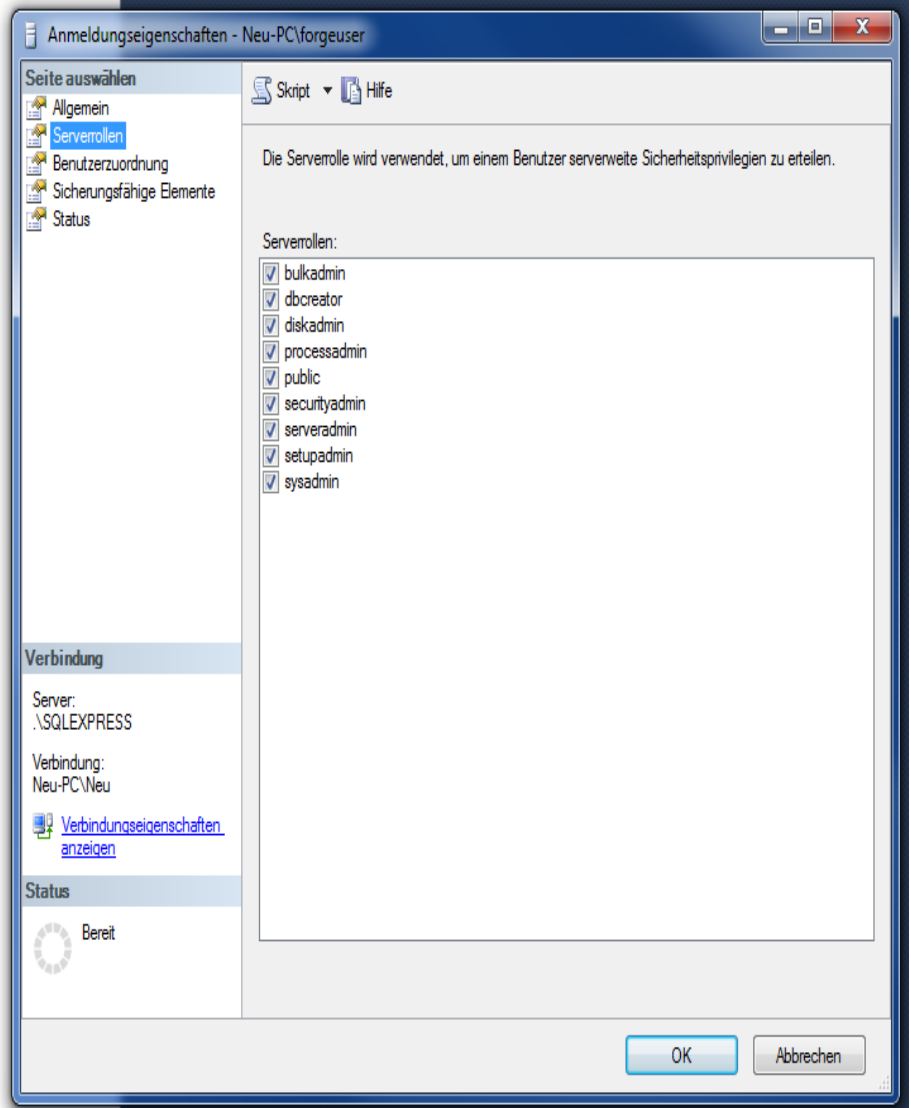 Anmeldungseigenschaften - Neu-PC\forgeuser
Seite auswählen
Allgemein
Serverrollen
Benutzerzuordnung
Sicherungsfähige Elemente
Status
Skript
Hilfe
Die Serverrolle wird verwendet, um einem Benutzer serverweite Sicherheitsprivilegien zu erteilen.
Serverrollen:
bulkadmin
dbcreator
diskadmin
processadmin
public
securityadmin
serveradmin
setupadmin
sysadmin
Verbindung
Server:
.\SQLEXPRESS
Verbindung:
Neu-PC\Neu
Verbindungseigenschaften
anzeigen
Status
Bereit
OK
Abbrechen